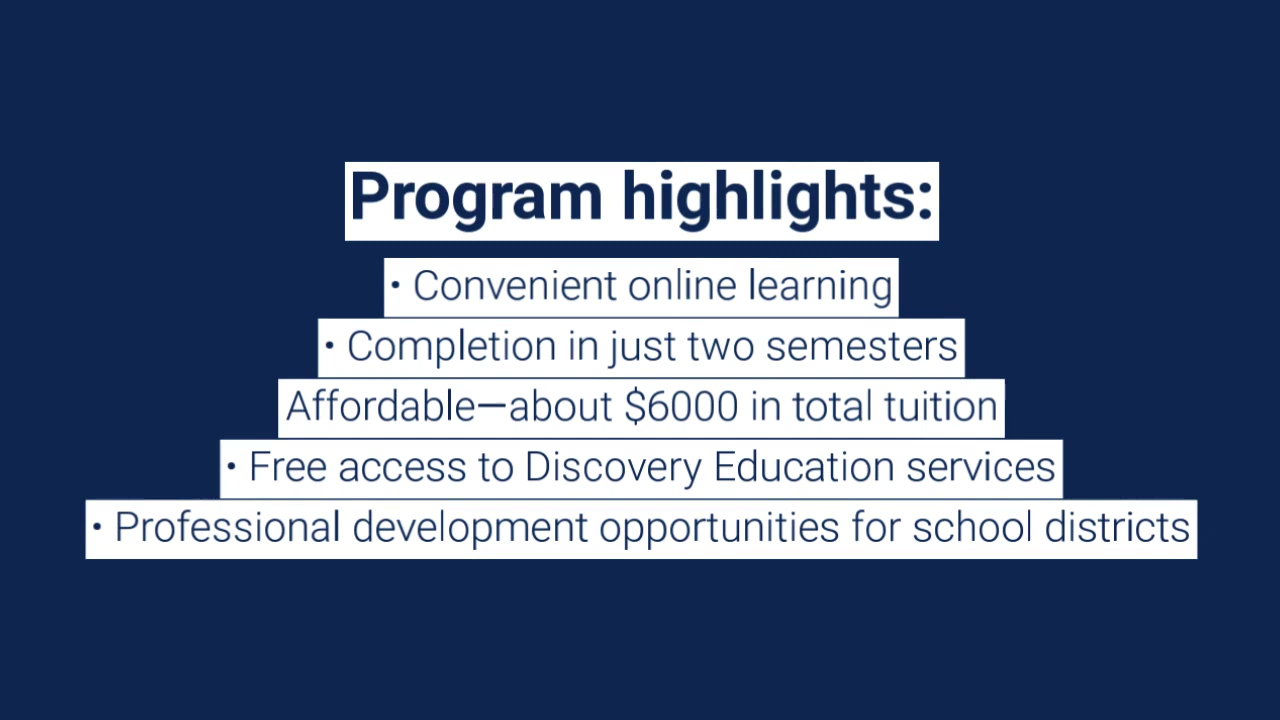 Program highlights:
• Convenient online learning
• Completion in just two semesters
Affordable—about $6000 in total tuition
• Free access to Discovery Education services
• Professional development opportunities for school districts